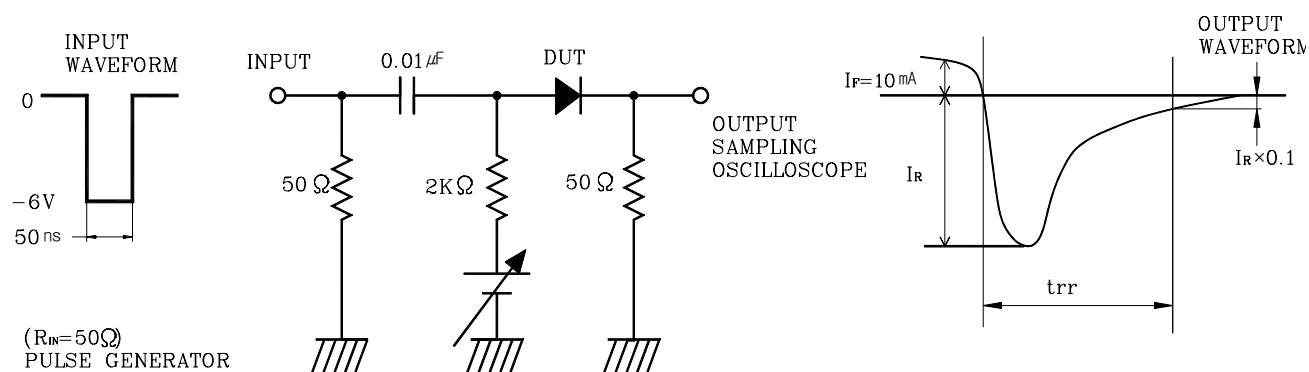 INPUT
WAVEFORM
0
-6V
50ns
(RIN=50Ω)
PULSE GENERATOR
INPUT
0.01μF
DUT
50Ω
2KΩ
50Ω
OUTPUT
SAMPLING
OSCILLOSCOPE
OUTPUT
WAVEFORM
IF=10mA
IR
IR×0.1
trr